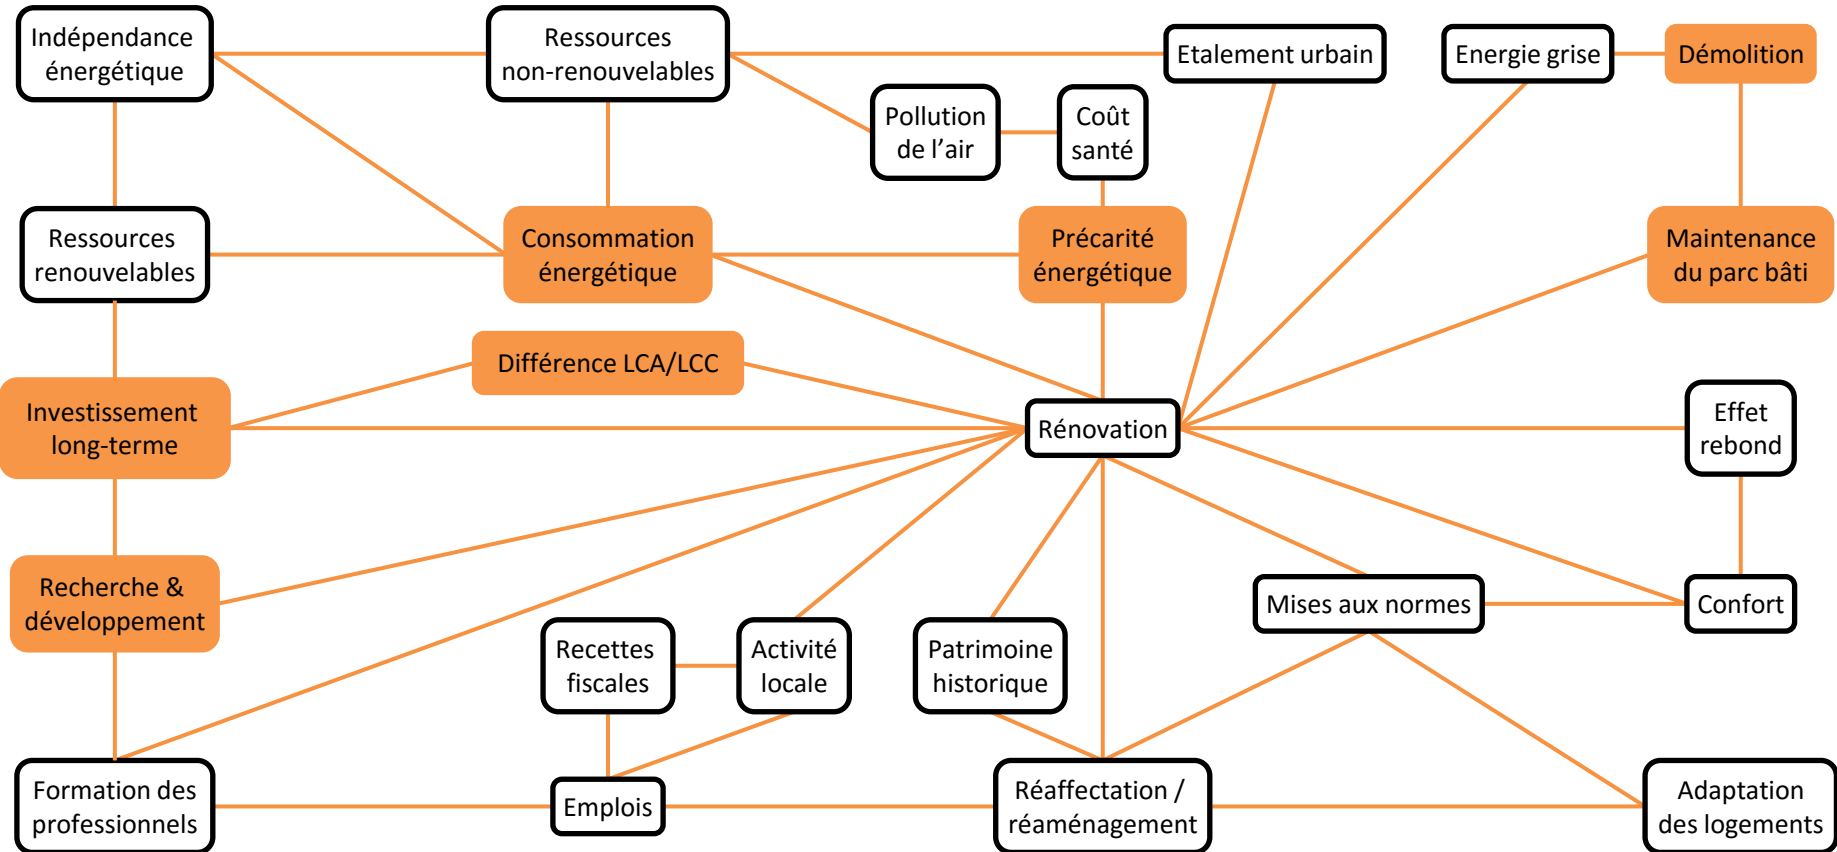 Indépendance
énergétique
Ressources
non-renouvelables
Etalement urbain
Energie grise
Démolition
Pollution
de l’air
Coût
santé
Ressources
renouvelables
Consommation
énergétique
Précarité
énergétique
Maintenance
du parc bâti
Différence LCA/LCC
Investissement
long-terme
Rénovation
Effet
rebond
Recherche &
développement
Mises aux normes
Confort
Recettes
fiscales
Activité
locale
Patrimoine
historique
Formation des
professionnels
Emplois
Réaffectation /
réaménagement
Adaptation
des logements